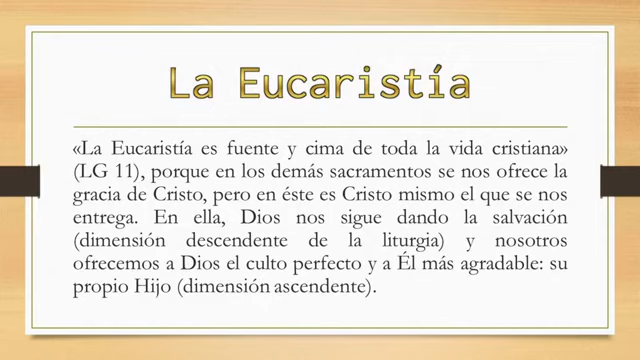 La Eucaristía
«La Eucaristía es fuente y cima de toda la vida cristiana»
(LG 11), porque en los demás sacramentos se nos ofrece la
gracia de Cristo, pero en éste es Cristo mismo el que se nos
entrega. En ella, Dios nos sigue dando la salvación
(dimensión descendente de la liturgia) y nosotros
ofrecemos a Dios el culto perfecto y a Él más agradable: su
propio Hijo (dimensión ascendente).